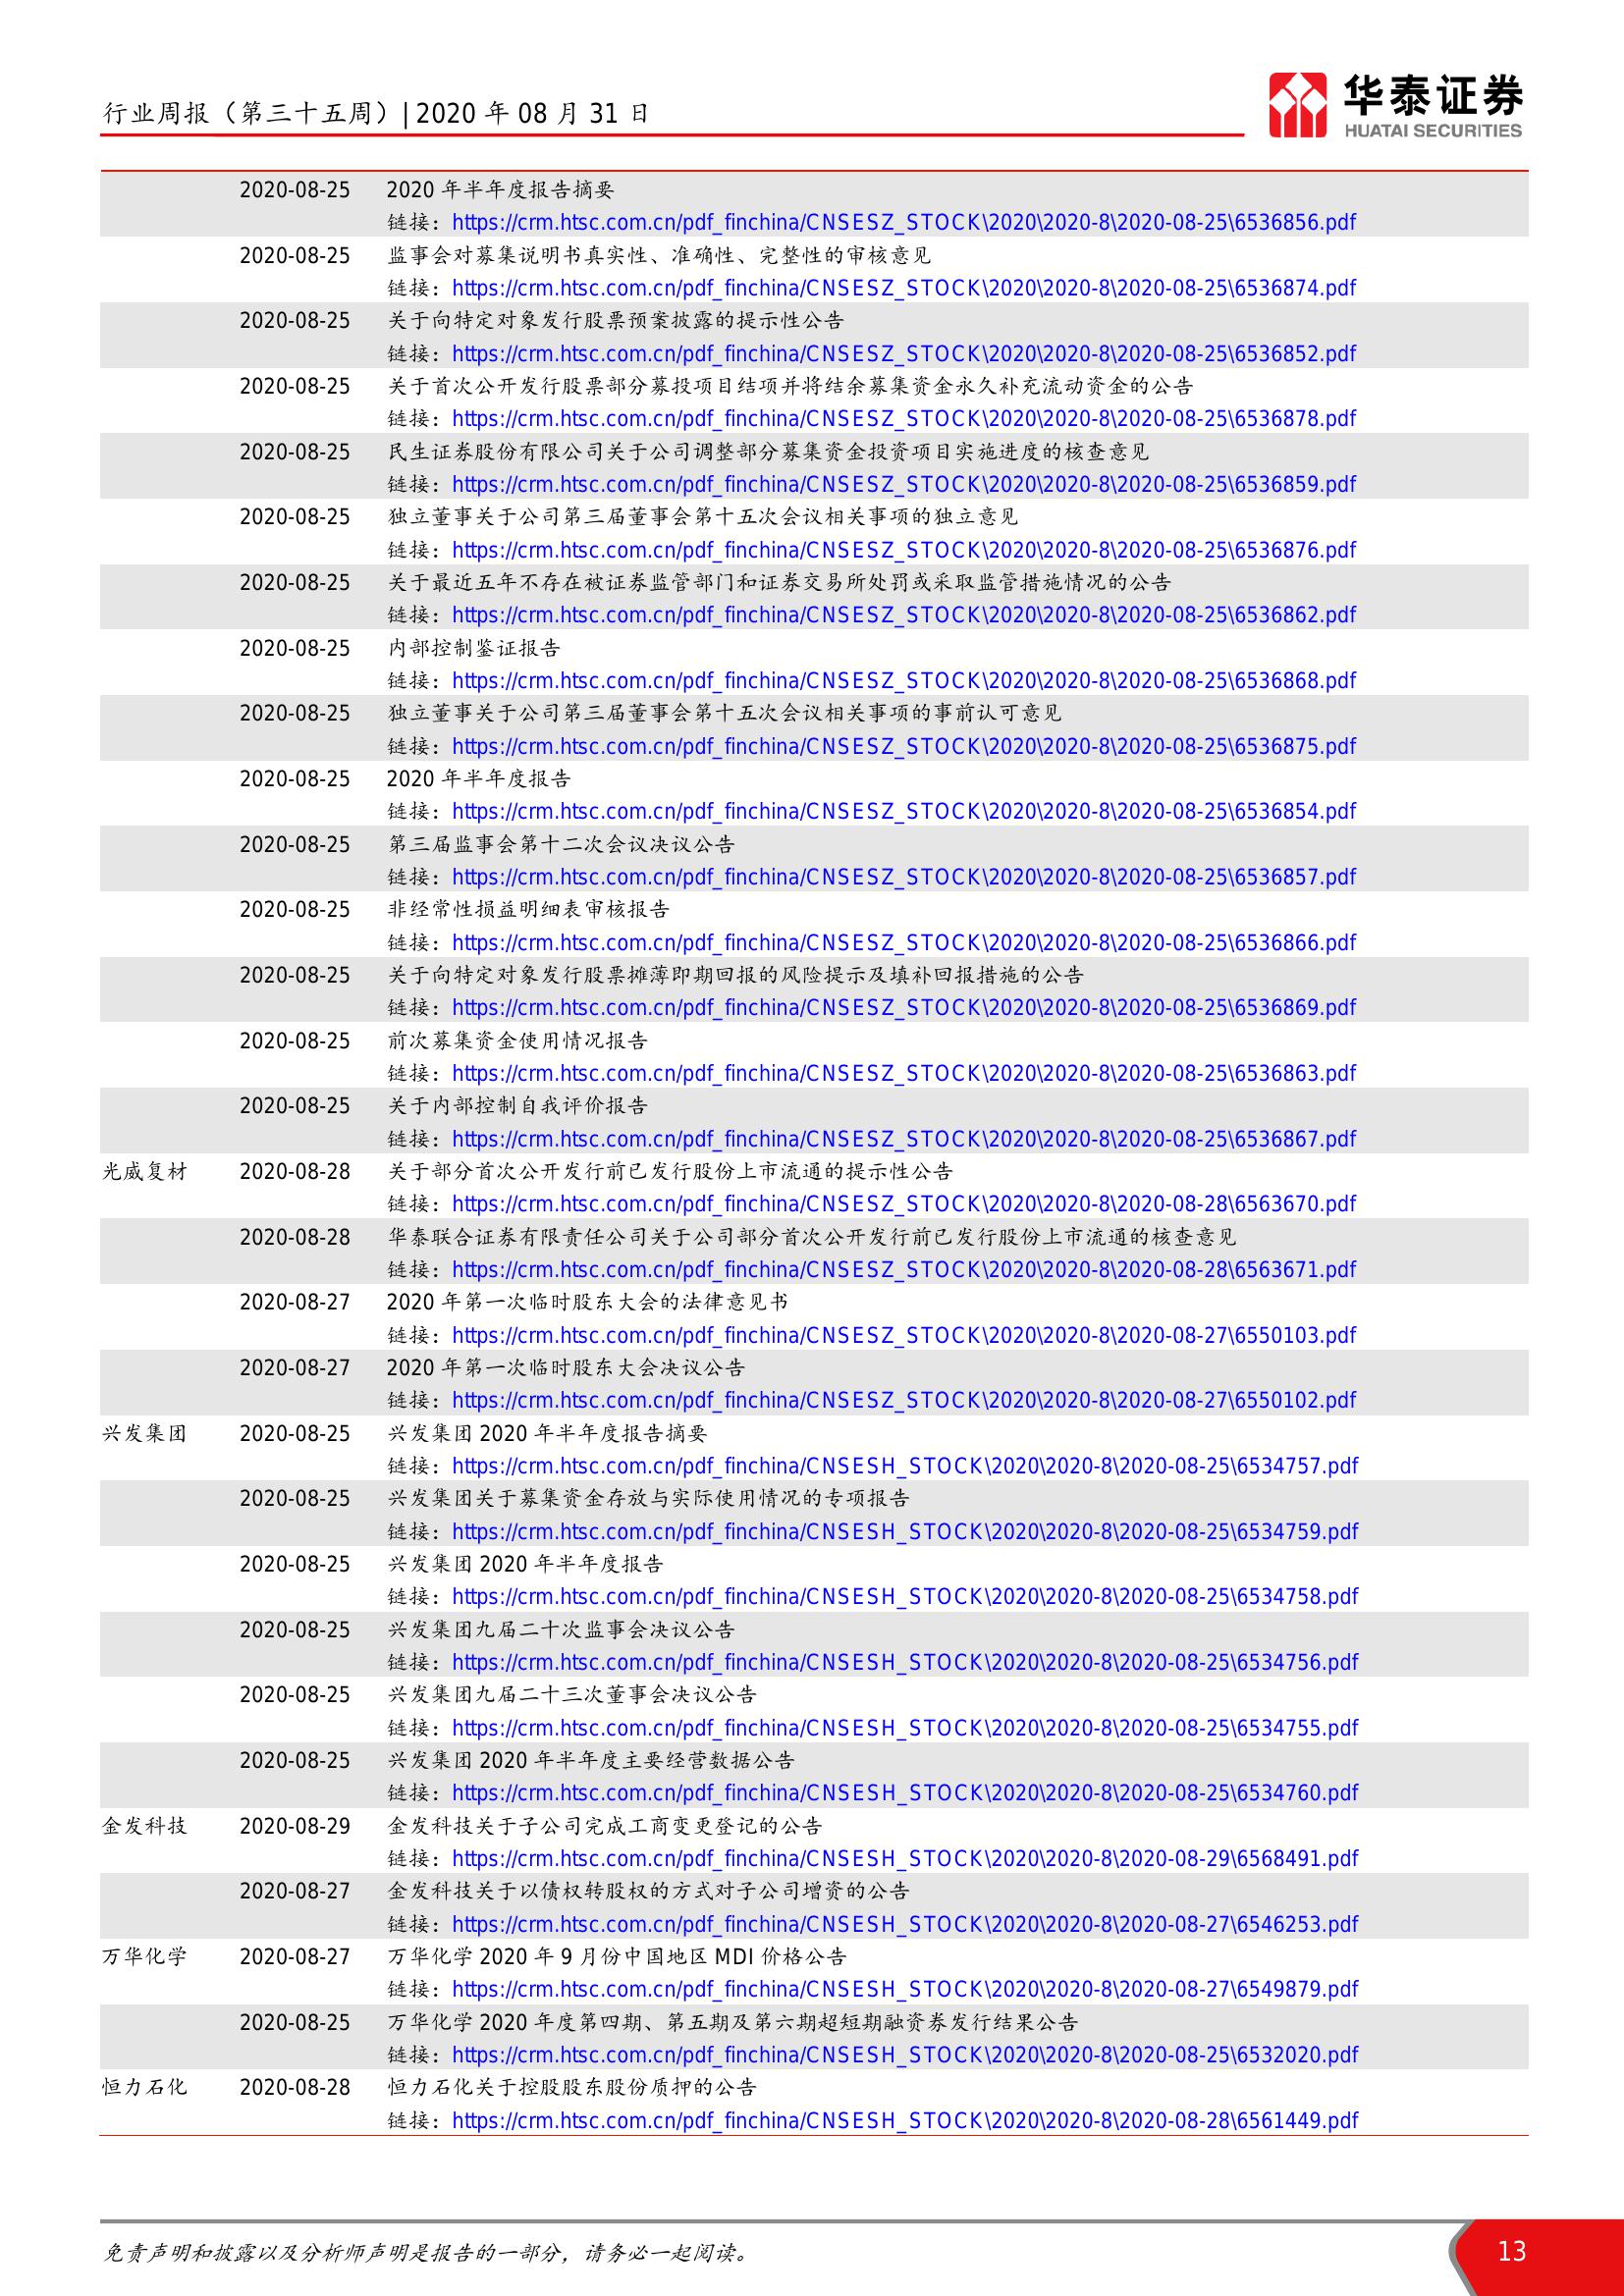 行业周报（第三十五周）| 2020 年 08 月 31 日
华泰证券
HUATAI SECURITIES
2020-08-25 2020 年半年度报告摘要
链接：https://crm.htsc.com.cn/pdf_finchina/CNSESZ_STOCK\2020\2020-8\2020-08-25\6536856.pdf
2020-08-25 监事会对募集说明书真实性、准确性、完整性的审核意见
链接：https://crm.htsc.com.cn/pdf_finchina/CNSESZ_STOCK\2020\2020-8\2020-08-25\6536874.pdf
2020-08-25 关于向特定对象发行股票预案披露的提示性公告
链接：https://crm.htsc.com.cn/pdf_finchina/CNSESZ_STOCK\2020\2020-8\2020-08-25\6536852.pdf
2020-08-25 关于首次公开发行股票部分募投项目结项并将结余募集资金永久补充流动资金的公告
链接：https://crm.htsc.com.cn/pdf_finchina/CNSESZ_STOCK\2020\2020-8\2020-08-25\6536878.pdf
2020-08-25 民生证券股份有限公司关于公司调整部分募集资金投资项目实施进度的核查意见
链接：https://crm.htsc.com.cn/pdf_finchina/CNSESZ_STOCK\2020\2020-8\2020-08-25\6536859.pdf
2020-08-25 独立董事关于公司第三届董事会第十五次会议相关事项的独立意见
链接：https://crm.htsc.com.cn/pdf_finchina/CNSESZ_STOCK\2020\2020-8\2020-08-25\6536876.pdf
2020-08-25 关于最近五年不存在被证券监管部门和证券交易所处罚或采取监管措施情况的公告
链接：https://crm.htsc.com.cn/pdf_finchina/CNSESZ_STOCK\2020\2020-8\2020-08-25\6536862.pdf
2020-08-25 内部控制鉴证报告
链接：https://crm.htsc.com.cn/pdf_finchina/CNSESZ_STOCK\2020\2020-8\2020-08-25\6536868.pdf
2020-08-25 独立董事关于公司第三届董事会第十五次会议相关事项的事前认可意见
链接：https://crm.htsc.com.cn/pdf_finchina/CNSESZ_STOCK\2020\2020-8\2020-08-25\6536875.pdf
2020-08-25 2020 年半年度报告
链接：https://crm.htsc.com.cn/pdf_finchina/CNSESZ_STOCK\2020\2020-8\2020-08-25\6536854.pdf
2020-08-25 第三届监事会第十二次会议决议公告
链接：https://crm.htsc.com.cn/pdf_finchina/CNSESZ_STOCK\2020\2020-8\2020-08-25\6536857.pdf
2020-08-25 非经常性损益明细表审核报告
链接：https://crm.htsc.com.cn/pdf_finchina/CNSESZ_STOCK\2020\2020-8\2020-08-25\6536866.pdf
2020-08-25 关于向特定对象发行股票摊薄即期回报的风险提示及填补回报措施的公告
链接：https://crm.htsc.com.cn/pdf_finchina/CNSESZ_STOCK\2020\2020-8\2020-08-25\6536869.pdf
2020-08-25 前次募集资金使用情况报告
链接：https://crm.htsc.com.cn/pdf_finchina/CNSESZ_STOCK\2020\2020-8\2020-08-25\6536863.pdf
2020-08-25 关于内部控制自我评价报告
链接：https://crm.htsc.com.cn/pdf_finchina/CNSESZ_STOCK\2020\2020-8\2020-08-25\6536867.pdf
光威复材 2020-08-28 关于部分首次公开发行前已发行股份上市流通的提示性公告
链接：https://crm.htsc.com.cn/pdf_finchina/CNSESZ_STOCK\2020\2020-8\2020-08-28\6563670.pdf
2020-08-28 华泰联合证券有限责任公司关于公司部分首次公开发行前已发行股份上市流通的核查意见
链接：https://crm.htsc.com.cn/pdf_finchina/CNSESZ_STOCK\2020\2020-8\2020-08-28\6563671.pdf
2020-08-27 2020 年第一次临时股东大会的法律意见书
链接：https://crm.htsc.com.cn/pdf_finchina/CNSESZ_STOCK\2020\2020-8\2020-08-27\6550103.pdf
2020-08-27 2020 年第一次临时股东大会决议公告
链接：https://crm.htsc.com.cn/pdf_finchina/CNSESZ_STOCK\2020\2020-8\2020-08-27\6550102.pdf
兴发集团 2020-08-25 兴发集团 2020 年半年度报告摘要
链接：https://crm.htsc.com.cn/pdf_finchina/CNSESH_STOCK\2020\2020-8\2020-08-25\6534757.pdf
2020-08-25 兴发集团关于募集资金存放与实际使用情况的专项报告
链接：https://crm.htsc.com.cn/pdf_finchina/CNSESH_STOCK\2020\2020-8\2020-08-25\6534759.pdf
2020-08-25 兴发集团 2020 年半年度报告
链接：https://crm.htsc.com.cn/pdf_finchina/CNSESH_STOCK\2020\2020-8\2020-08-25\6534758.pdf
2020-08-25 兴发集团九届二十次监事会决议公告
链接：https://crm.htsc.com.cn/pdf_finchina/CNSESH_STOCK\2020\2020-8\2020-08-25\6534756.pdf
2020-08-25 兴发集团九届二十三次董事会决议公告
链接：https://crm.htsc.com.cn/pdf_finchina/CNSESH_STOCK\2020\2020-8\2020-08-25\6534755.pdf
2020-08-25 兴发集团 2020 年半年度主要经营数据公告
链接：https://crm.htsc.com.cn/pdf_finchina/CNSESH_STOCK\2020\2020-8\2020-08-25\6534760.pdf
金发科技 2020-08-29 金发科技关于子公司完成工商变更登记的公告
链接：https://crm.htsc.com.cn/pdf_finchina/CNSESH_STOCK\2020\2020-8\2020-08-29\6568491.pdf
2020-08-27 金发科技关于以债权转股权的方式对子公司增资的公告
链接：https://crm.htsc.com.cn/pdf_finchina/CNSESH_STOCK\2020\2020-8\2020-08-27\6546253.pdf
万华化学 2020-08-27 万华化学 2020 年 9 月份中国地区 MDI 价格公告
链接：https://crm.htsc.com.cn/pdf_finchina/CNSESH_STOCK\2020\2020-8\2020-08-27\6549879.pdf
2020-08-25 万华化学 2020 年度第四期、第五期及第六期超短期融资券发行结果公告
链接：https://crm.htsc.com.cn/pdf_finchina/CNSESH_STOCK\2020\2020-8\2020-08-25\6532020.pdf
恒力石化 2020-08-28 恒力石化关于控股股东股份质押的公告
链接：https://crm.htsc.com.cn/pdf_finchina/CNSESH_STOCK\2020\2020-8\2020-08-28\6561449.pdf
免责声明和披露以及分析师声明是报告的一部分，请务必一起阅读。
13